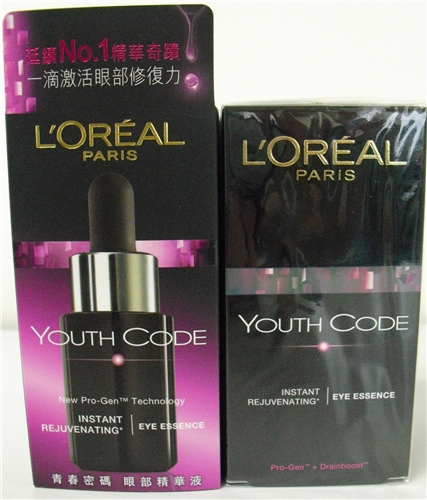 延續No.1精華奇蹟
一滴激活眼部修復力
L'ORÉAL
PARIS
YOUTH CODE
New Pro-Gen™ Technology
INSTANT
REJUVENATING* | EYE ESSENCE
青春密碼 眼部精華液
L'ORÉAL
PARIS
YOUTH CODE
INSTANT
REJUVENATING* | EYE ESSENCE
Pro-Gen™ + Drainboost™